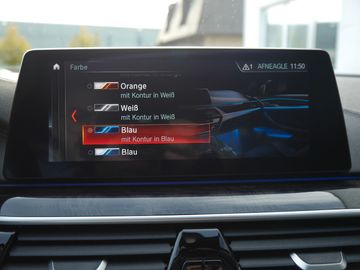 Farbe
1 AFNEAGLE 11:50
Orange
mit Kontur in Weiß
Weiß
mit Kontur in Weiß
Blau
mit Kontur in Blau
Blau